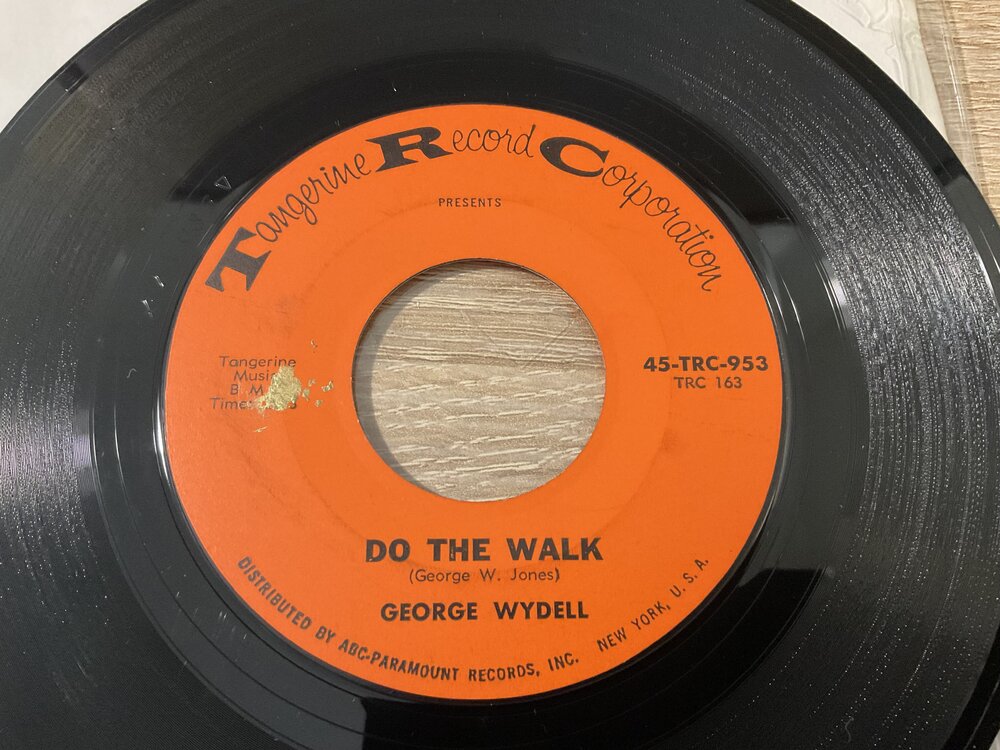 Tangerine Record Corporation
PRESENTS
Tangerine
45-TRC-953
TRC 163
DO THE WALK
(George W. Jones)
GEORGE WYDELL
DISTRIBUTED BY ABC-PARAMOUNT RECORDS, INC. NEW YORK, U.S.A.